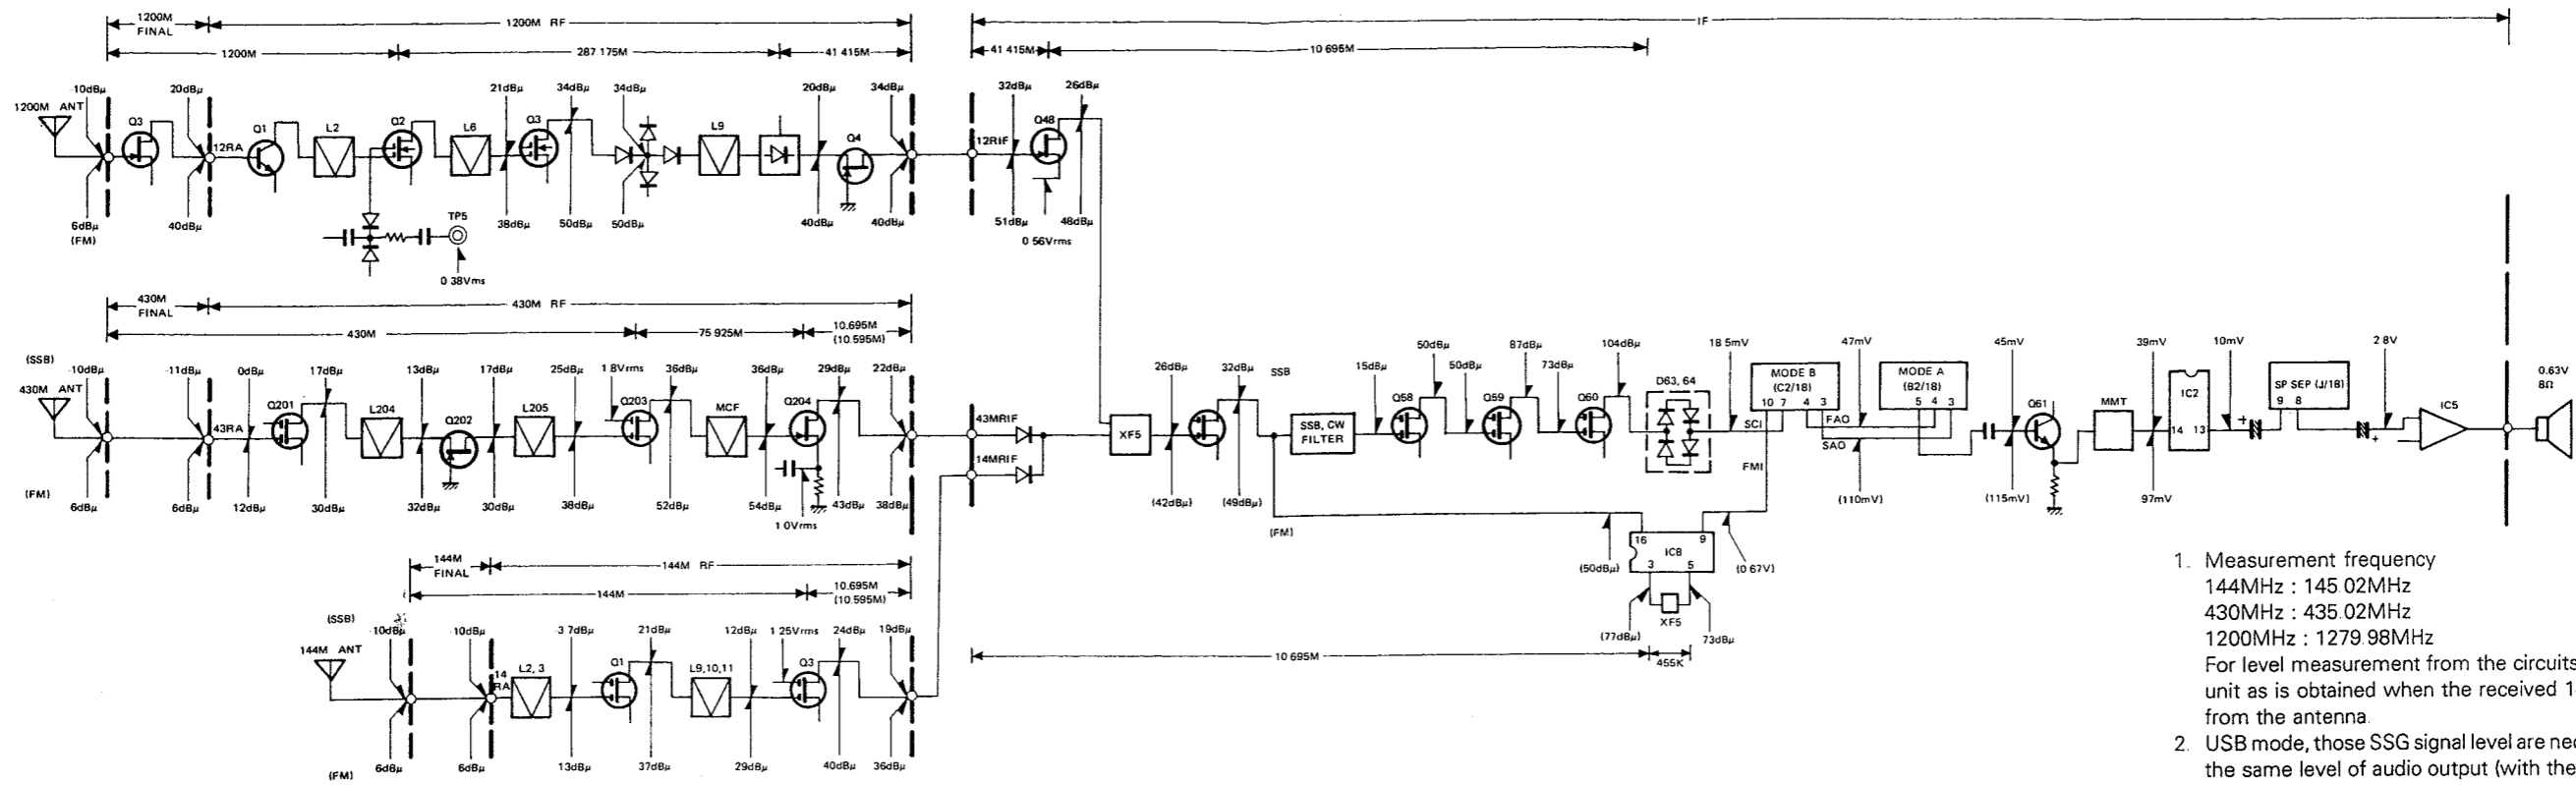 1200M FINAL
1200M RF
IF
1200M
287.175M
41 415M
41 415M
10 695M
-10dBμ
20dBμ
21dBμ
34dBμ
34dBμ
20dBμ
34dBμ
32dBμ
26dBμ
1200M ANT
Q3
Q1
L2
Q2
L6
Q3
L9
Q4
Q48
12RA
12RIF
6dBμ
(FM)
40dBμ
38dBμ
50dBμ
50dBμ
40dBμ
40dBμ
51dBμ
48dBμ
TP5
0 38Vrms
0 56Vrms
430M FINAL
430M RF
430M
75 925M
10.695M
(10.595M)
(SSB)
430M ANT
-10dBμ
-11dBμ
0dBμ
17dBμ
13dBμ
17dBμ
25dBμ
1 8Vrms
36dBμ
36dBμ
29dBμ
22dBμ
43RA
Q201
L204
Q202
L205
Q203
MCF
Q204
43MRIF
14MRIF
(FM)
6dBμ
6dBμ
12dBμ
30dBμ
32dBμ
30dBμ
38dBμ
52dBμ
54dBμ
1 0Vrms
43dBμ
38dBμ
XF5
26dBμ
(42dBμ)
32dBμ
(49dBμ)
SSB
(FM)
SSB, CW
FILTER
15dBμ
Q58
50dBμ
50dBμ
Q59
87dBμ
73dBμ
Q60
104dBμ
D63, 64
18 5mV
SCI
FMI
MODE B
(C2/18)
10 7 4 3
47mV
FAO
SAO
(110mV)
MODE A
(B2/18)
5 4 3
45mV
(115mV)
Q61
MMT
39mV
97mV
IC2
14 13
10mV
SP SEP (J/18)
9 8
2 8V
IC5
0.63V
8Ω
(50dBμ)
16 9
IC8
3 5
(0 67V)
(77dBμ)
XF5
73dBμ
10 695M
455K
144M FINAL
144M RF
144M
10.695M
(10.595M)
(SSB)
144M ANT
-10dBμ
-10dBμ
-3 7dBμ
21dBμ
12dBμ
1 25Vrms
24dBμ
19dBμ
14
RA
L2, 3
Q1
L9,10,11
Q3
(FM)
6dBμ
6dBμ
13dBμ
37dBμ
29dBμ
40dBμ
36dBμ
1. Measurement frequency
144MHz : 145.02MHz
430MHz : 435.02MHz
1200MHz : 1279.98MHz
For level measurement from the circuits
unit as is obtained when the received 1
from the antenna.
2. USB mode, those SSG signal level are
the same level of audio output (with the